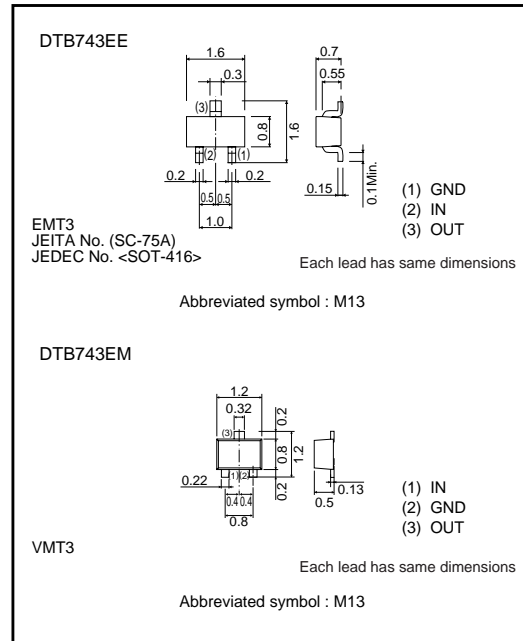 DTB743EE
1.6
0.3
(3)
0.8
1.6
(2)
(1)
0.2
0.2
0.5
0.5
1.0
0.7
0.55
0.15
0.1Min.
(1) GND
(2) IN
(3) OUT
EMT3
JEITA No. (SC-75A)
JEDEC No. <SOT-416>
Each lead has same dimensions
Abbreviated symbol : M13
DTB743EM
1.2
0.32
(3)
0.2
0.8
1.2
0.2
0.22
(1)
(2)
0.4
0.4
0.8
0.13
0.5
(1) IN
(2) GND
(3) OUT
VMT3
Each lead has same dimensions
Abbreviated symbol : M13